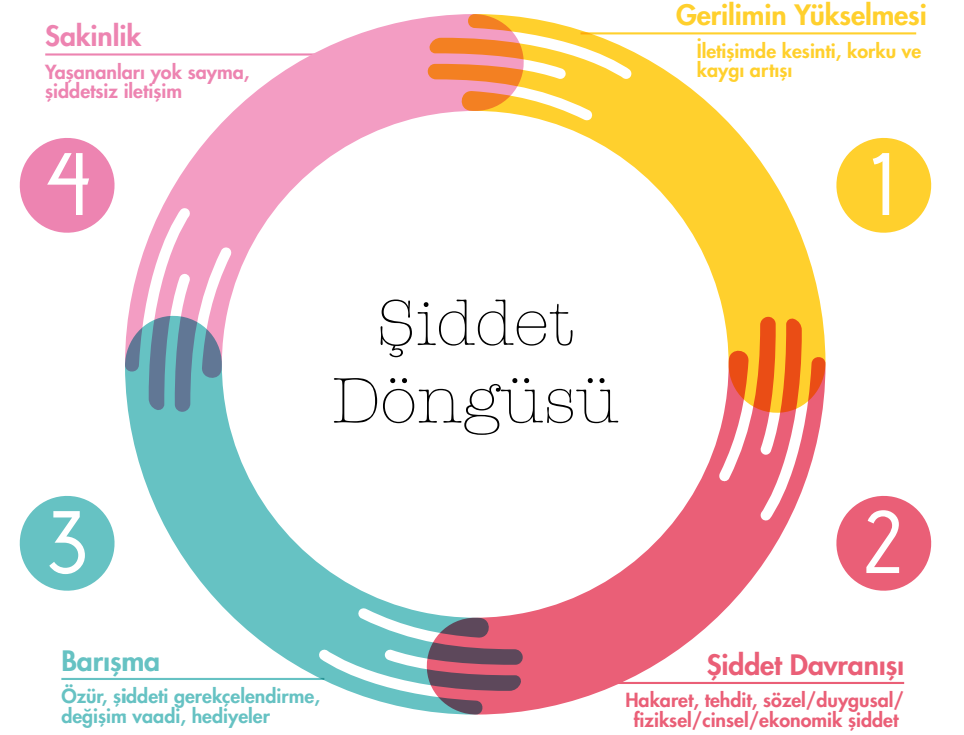 Şiddet
Döngüsü
1
Gerilimin Yükselmesi
İletişimde kesinti, korku ve
kaygı artışı
2
Şiddet Davranışı
Hakaret, tehdit, sözel/duygusal/
fiziksel/cinsel/ekonomik şiddet
3
Barışma
Özür, şiddeti gerekçelendirme,
değişim vaadi, hediyeler
4
Sakinlik
Yaşananları yok sayma,
şiddetsiz iletişim